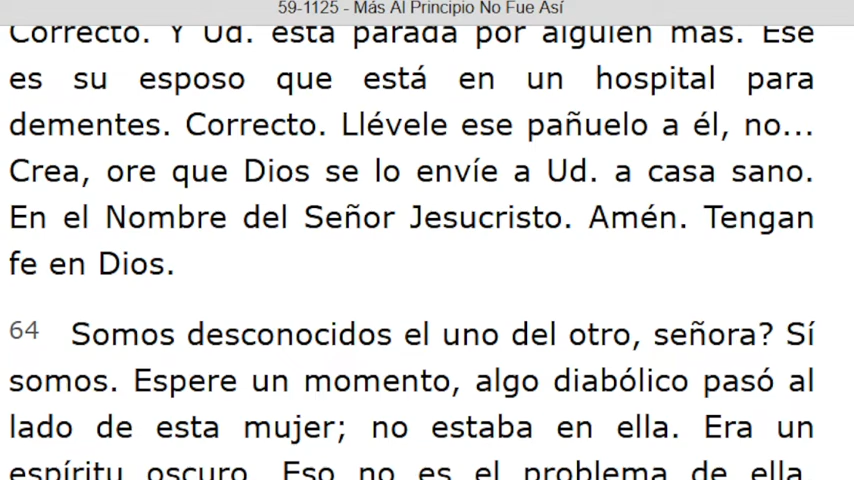 59-1125 - Más Al Principio No Fue Así
Correcto. Y Ud. está parada por alguien más. Ese
es su esposo que está en un hospital para
dementes. Correcto. Llévele ese pañuelo a él, no...
Crea, ore que Dios se lo envíe a Ud. a casa sano.
En el Nombre del Señor Jesucristo. Amén. Tengan
fe en Dios.
64 Somos desconocidos el uno del otro, señora? Sí
somos. Espere un momento, algo diabólico pasó al
lado de esta mujer; no estaba en ella. Era un
espíritu oscuro. Eso no es el problema de ella.